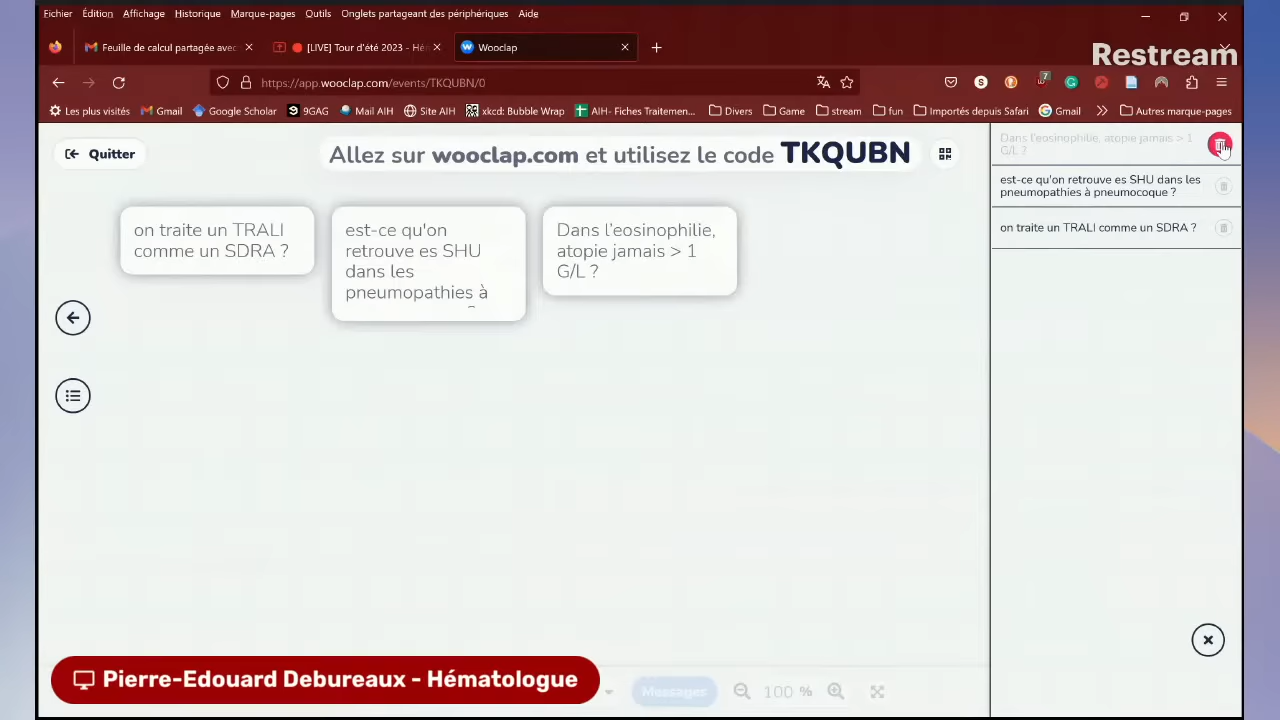 Fichier Édition Affichage Historique Marque-pages Outils Onglets partageant des périphériques Aide
Feuille de calcul partagée avec
[LIVE] Tour d'été 2023 - Hé
Wooclap
Restream
https://app.wooclap.com/events/TKQUBN/0
S
7
Les plus visités Gmail Google Scholar 9GAG Mail AIH Site AIH xkcd: Bubble Wrap AIH- Fiches Traitemen... Divers Game stream fun Importés depuis Safari Gmail Autres marque-pages
Quitter
Allez sur wooclap.com et utilisez le code TKQUBN
on traite un TRALI
comme un SDRA ?
est-ce qu'on
retrouve es SHU
dans les
pneumopathies à
Dans l'eosinophilie,
atopie jamais > 1
G/L ?
Dans l'eosinophilie, atopie jamais > 1
G/L ?
est-ce qu'on retrouve es SHU dans les
pneumopathies à pneumocoque ?
on traite un TRALI comme un SDRA ?
Pierre-Edouard Debureaux - Hématologue
Messages
100 %